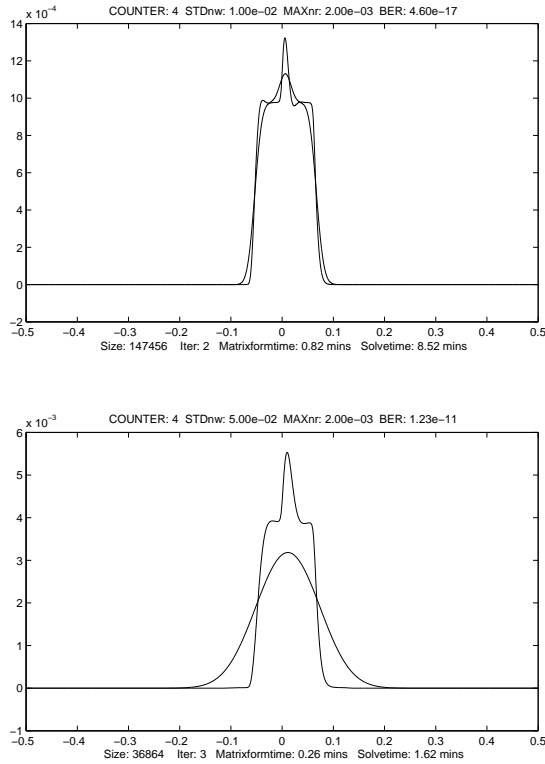 COUNTER: 4 STDnw: 1.00e−02 MAXnr: 2.00e−03 BER: 4.60e−17
x 10−4
14
12
10
8
6
4
2
0
−2
−0.5 −0.4 −0.3 −0.2 −0.1 0 0.1 0.2 0.3 0.4 0.5
Size: 147456 Iter: 2 Matrixformtime: 0.82 mins Solvetime: 8.52 mins
COUNTER: 4 STDnw: 5.00e−02 MAXnr: 2.00e−03 BER: 1.23e−11
x 10−3
6
5
4
3
2
1
0
−1
−0.5 −0.4 −0.3 −0.2 −0.1 0 0.1 0.2 0.3 0.4 0.5
Size: 36864 Iter: 3 Matrixformtime: 0.26 mins Solvetime: 1.62 mins